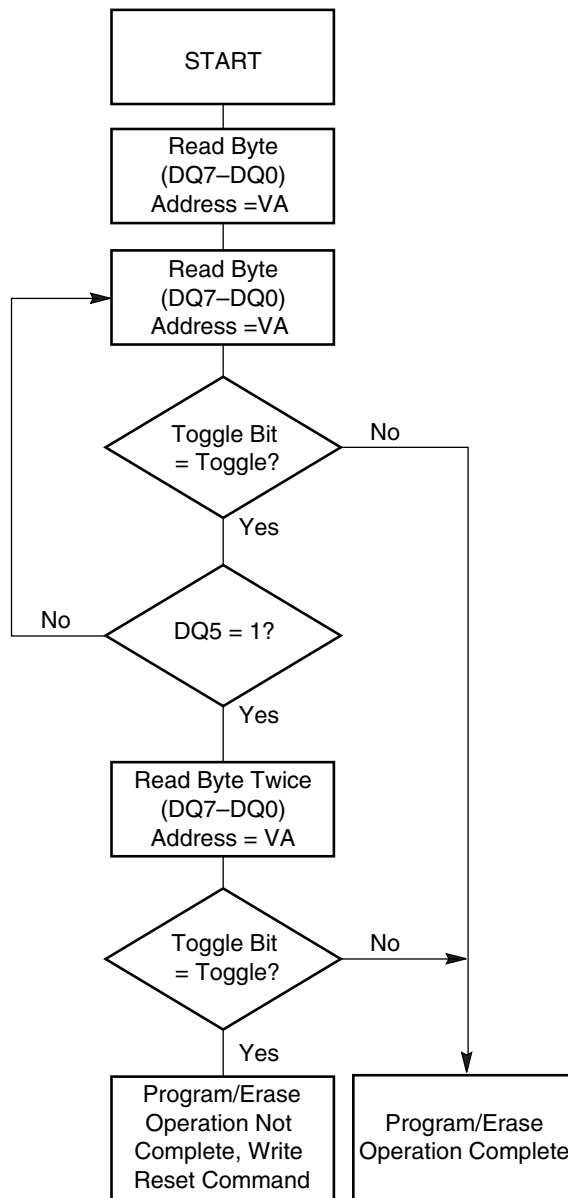 START
Read Byte
(DQ7–DQ0)
Address =VA
Read Byte
(DQ7–DQ0)
Address =VA
Toggle Bit
= Toggle?
No
Yes
No
DQ5 = 1?
Yes
Read Byte Twice
(DQ7–DQ0)
Address = VA
Toggle Bit
= Toggle?
No
Yes
Program/Erase
Operation Not
Complete, Write
Reset Command
Program/Erase
Operation Complete